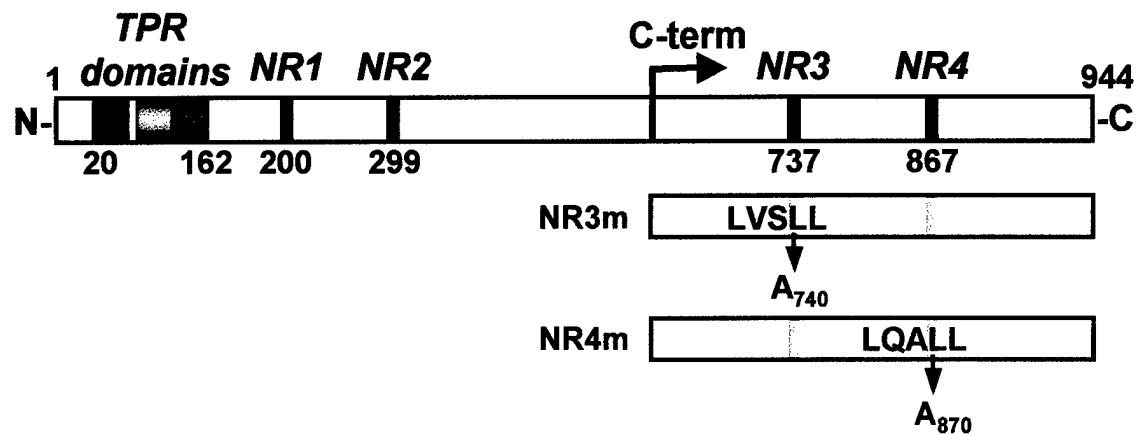 TPR
domains
NR1
NR2
C-term
NR3
NR4
1
944
N-
-C
20
162
200
299
737
867
NR3m
LVSLL
A740
NR4m
LQALL
A870